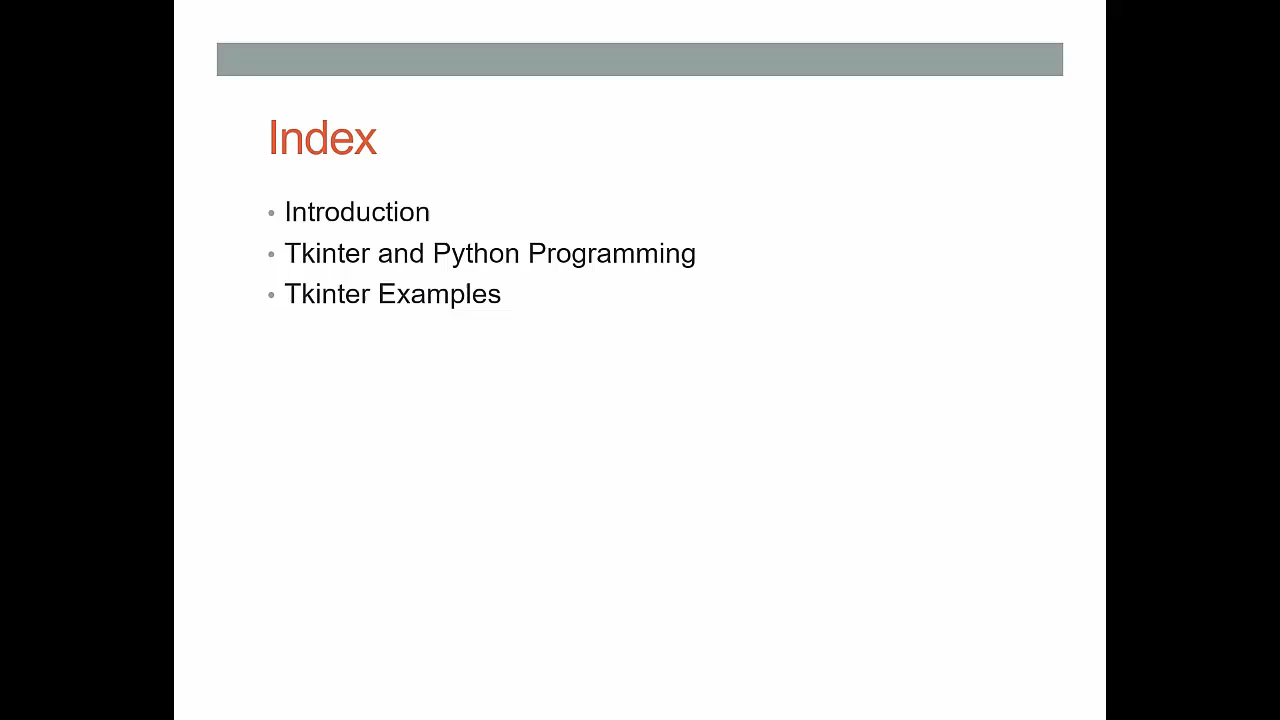 Index
• Introduction
• Tkinter and Python Programming
• Tkinter Examples